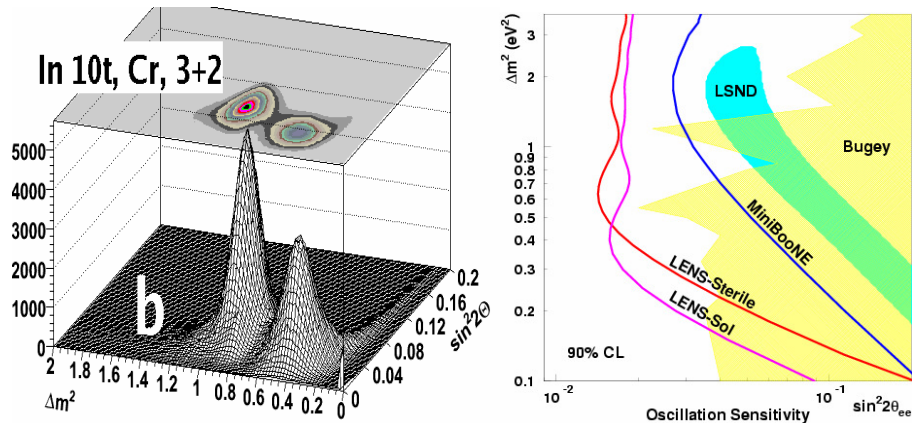 In 10t, Cr, 3+2
5000
4000
3000
2000
1000
0
b
2 1.8 1.6 1.4 1.2 1 0.8 0.6 0.4 0.2 0
Δm²
0
0.04
0.08
0.12
0.16
0.2
sin²2Θ
Δm² (eV²)
3
2
1
0.9
0.8
0.7
0.6
0.5
0.4
0.3
0.2
0.1
LSND
Bugey
MiniBooNE
LENS-Sterile
LENS-Sol
90% CL
10⁻² 10⁻¹
Oscillation Sensitivity
sin²2θee